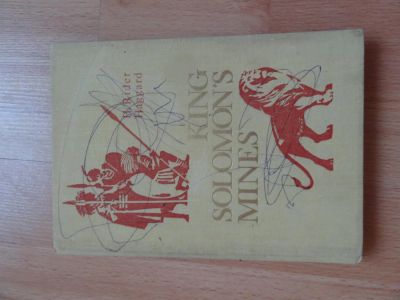 H. Rider
Haggard
KING
SOLOMON'S
MINES